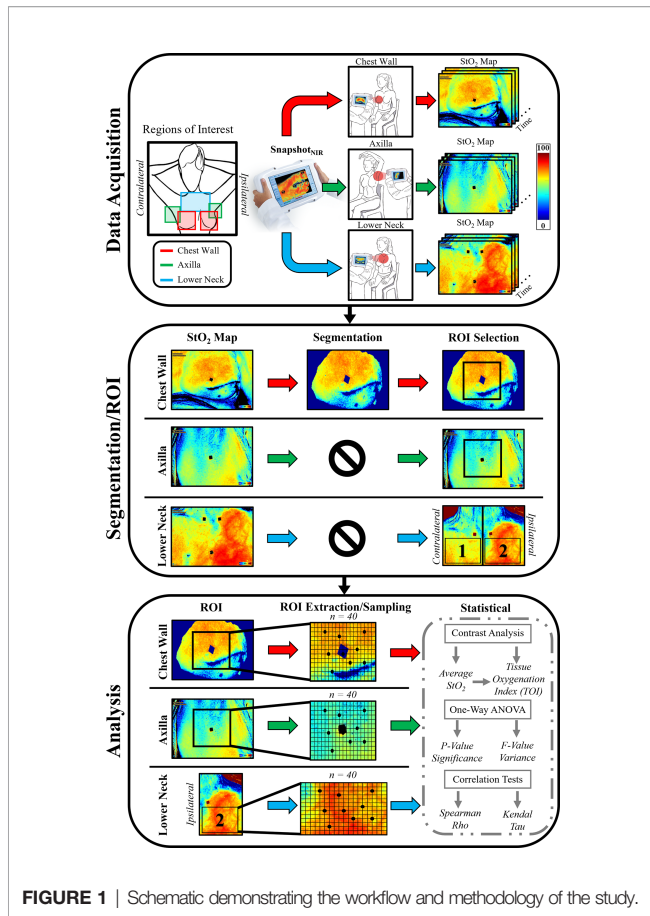 Data Acquisition
Regions of Interest
Contralateral
Ipsilateral
Chest Wall
Axilla
Lower Neck
SnapshotNIR
Chest Wall
Axilla
Lower Neck
StO2 Map
Time
StO2 Map
StO2 Map
Time
100
0
Segmentation/ROI
StO2 Map
Segmentation
ROI Selection
Chest Wall
Axilla
Lower Neck
Contralateral
1
2
Ipsilateral
Analysis
ROI
ROI Extraction/Sampling
Statistical
Chest Wall
n = 40
Axilla
n = 40
Lower Neck
Ipsilateral
2
n = 40
Contrast Analysis
Average
StO2
Tissue
Oxygenation
Index (TOI)
One-Way ANOVA
P-Value
Significance
F-Value
Variance
Correlation Tests
Spearman
Rho
Kendal
Tau
FIGURE 1 | Schematic demonstrating the workflow and methodology of the study.